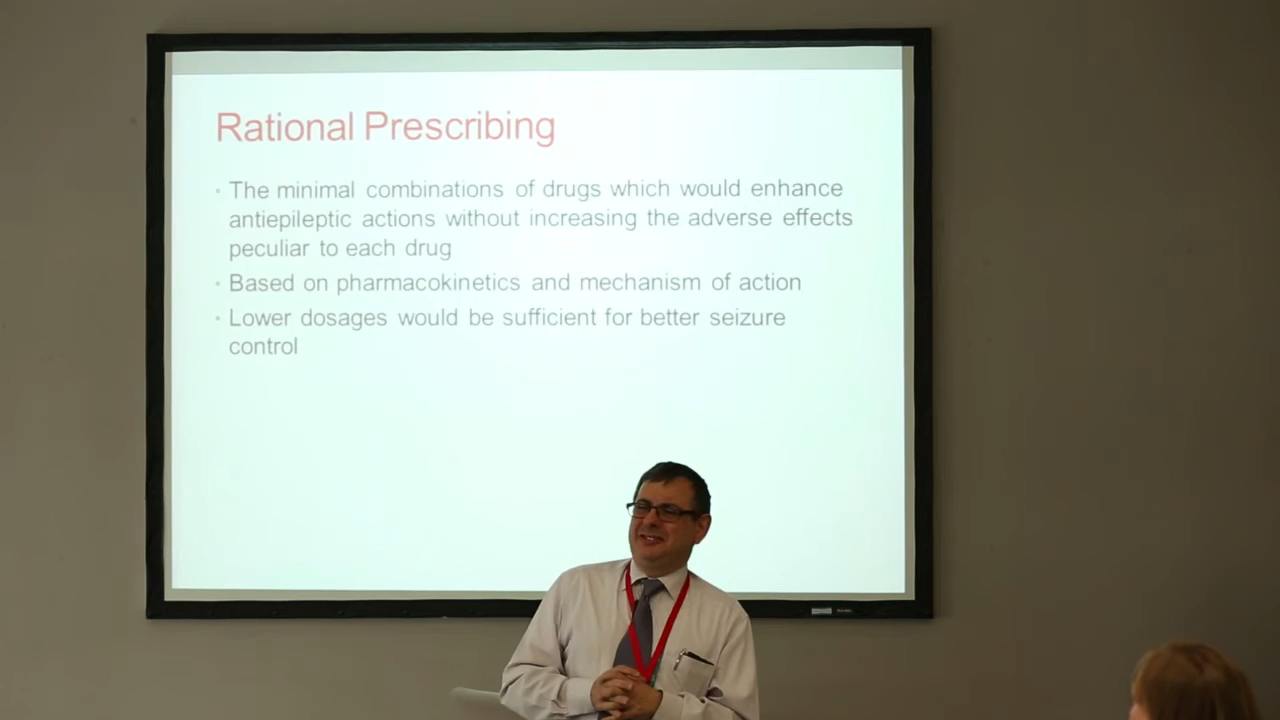 Rational Prescribing
• The minimal combinations of drugs which would enhance
antiepileptic actions without increasing the adverse effects
peculiar to each drug
• Based on pharmacokinetics and mechanism of action
• Lower dosages would be sufficient for better seizure
control